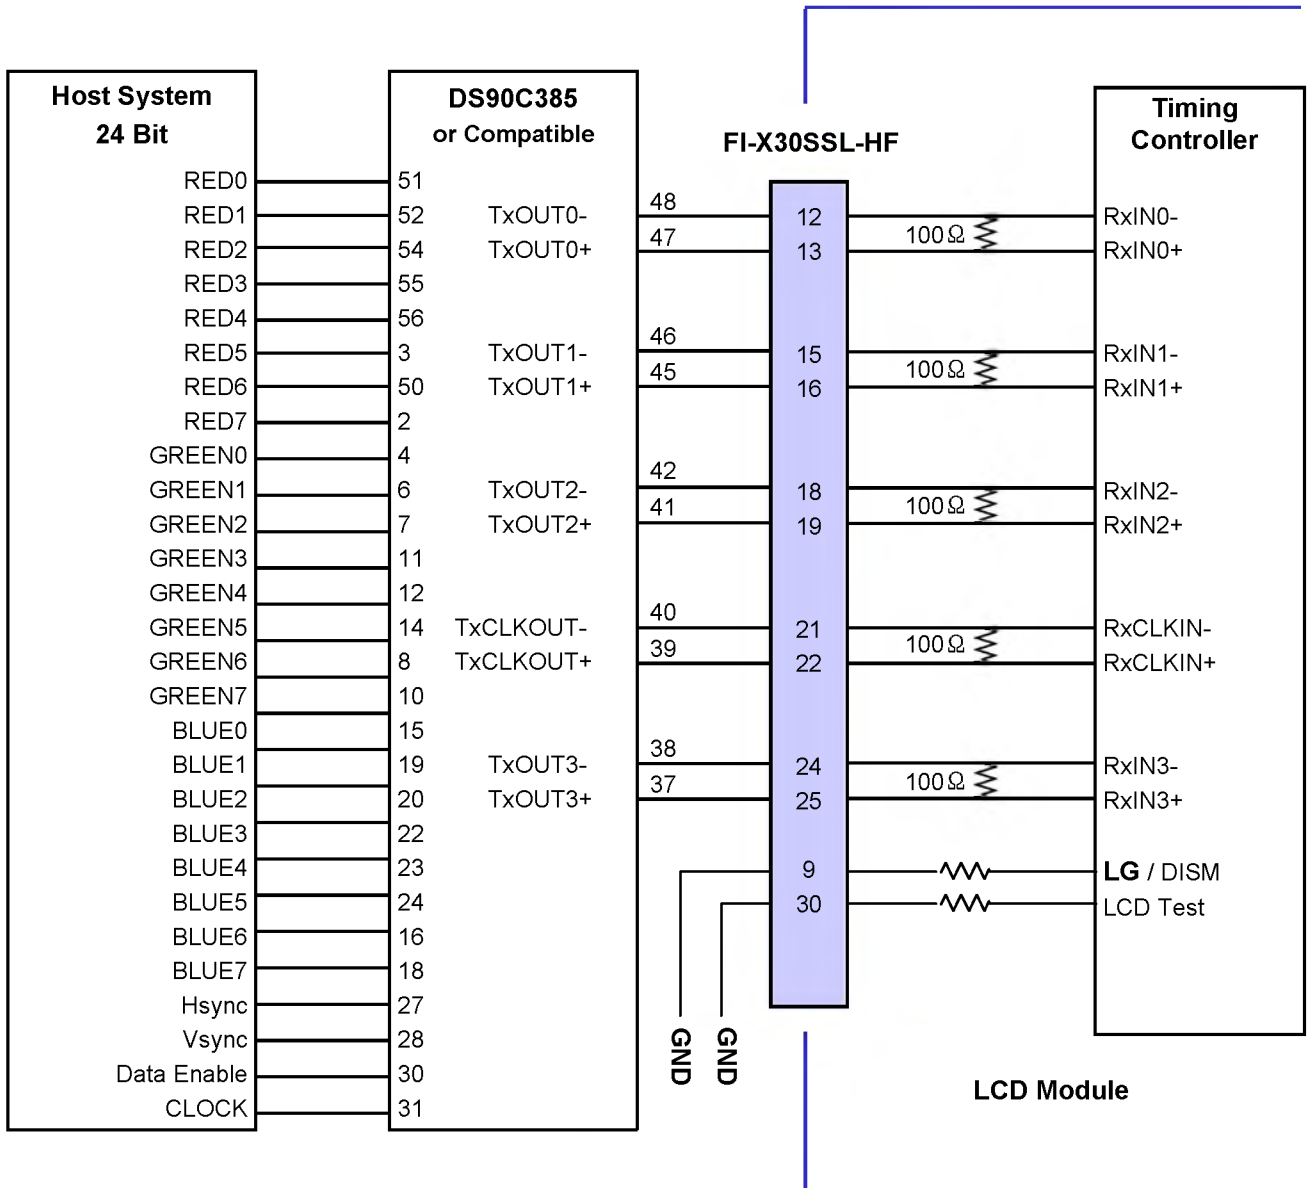 Host System
24 Bit
RED0
RED1
RED2
RED3
RED4
RED5
RED6
RED7
GREEN0
GREEN1
GREEN2
GREEN3
GREEN4
GREEN5
GREEN6
GREEN7
BLUE0
BLUE1
BLUE2
BLUE3
BLUE4
BLUE5
BLUE6
BLUE7
Hsync
Vsync
Data Enable
CLOCK
DS90C385
or Compatible
51
52
54
55
56
3
50
2
4
6
7
11
12
14
8
10
15
19
20
22
23
24
16
18
27
28
30
31
TxOUT0-
TxOUT0+
TxOUT1-
TxOUT1+
TxOUT2-
TxOUT2+
TxCLKOUT-
TxCLKOUT+
TxOUT3-
TxOUT3+
48
47
46
45
42
41
40
39
38
37
GND
GND
FI-X30SSL-HF
12
13
15
16
18
19
21
22
24
25
9
30
100Ω
100Ω
100Ω
100Ω
100Ω
Timing
Controller
RxIN0-
RxIN0+
RxIN1-
RxIN1+
RxIN2-
RxIN2+
RxCLKIN-
RxCLKIN+
RxIN3-
RxIN3+
LG / DISM
LCD Test
LCD Module